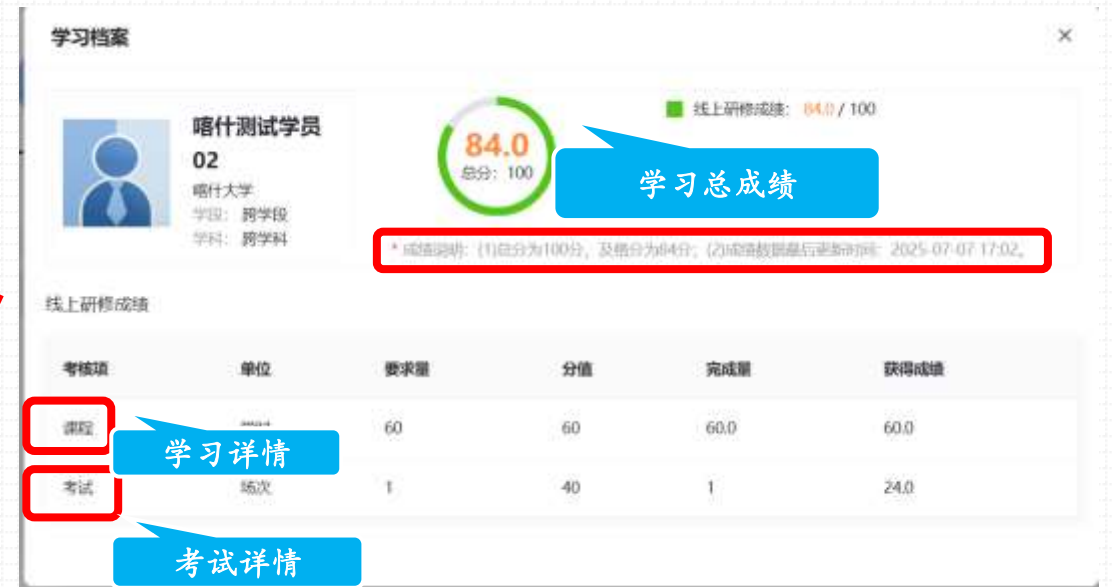 学习档案
×
喀什测试学员
02
喀什大学
学段： 跨学段
学科： 跨学科
84.0
总分： 100
线上研修成绩： 84.0 / 100
学习总成绩
* 成绩说明： (1)总分为100分，及格分为84分； (2)成绩数据最后更新时间： 2025-07-07 17:02。
线上研修成绩
考核项 单位 要求量 分值 完成量 获得成绩
课程 60 60 60.0 60.0
学习详情
考试 场次 1 40 1 24.0
考试详情